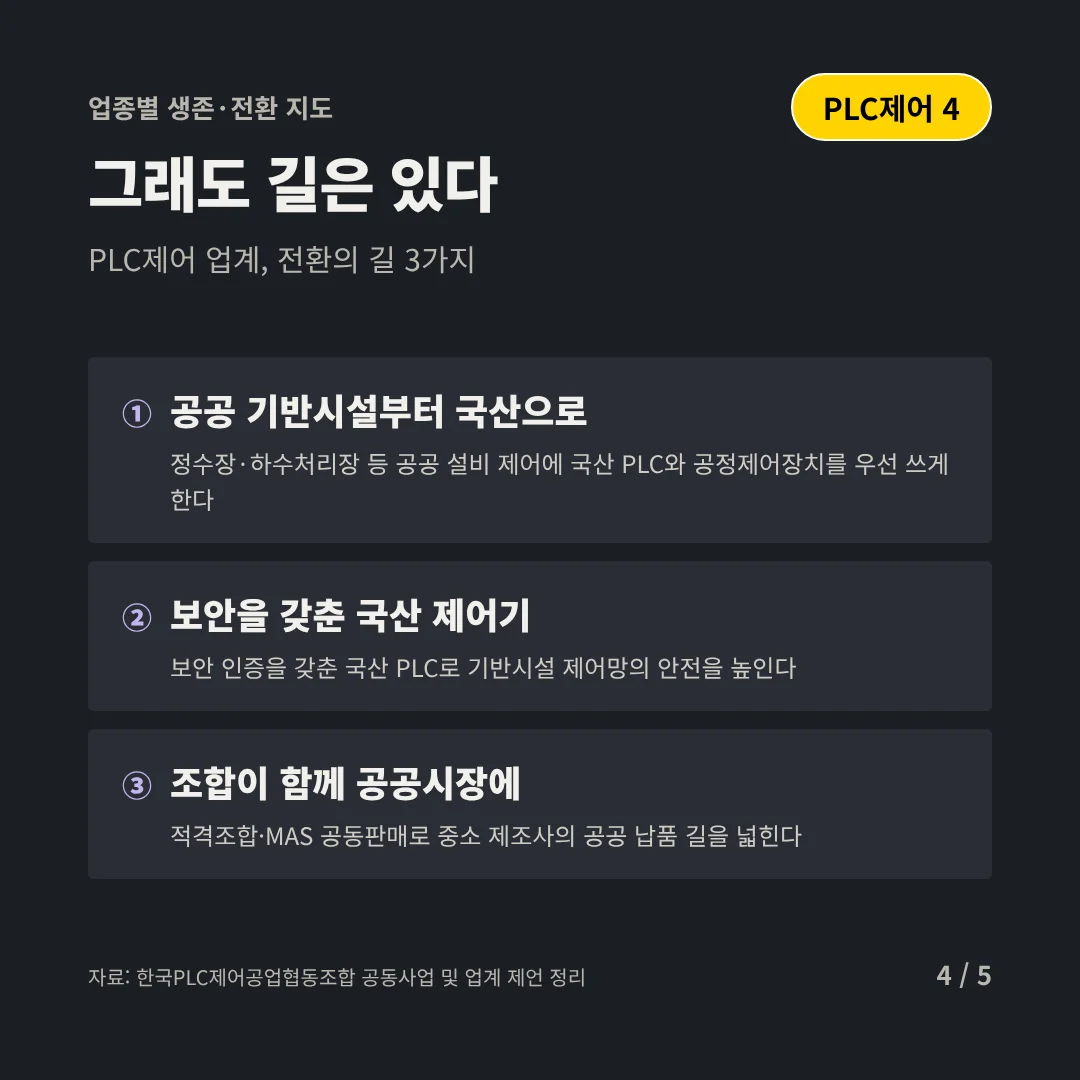 업종별 생존·전환 지도
PLC제어 4
그래도 길은 있다
PLC제어 업계, 전환의 길 3가지
① 공공 기반시설부터 국산으로
정수장·하수처리장 등 공공 설비 제어에 국산 PLC와 공정제어장치를 우선 쓰게
한다
② 보안을 갖춘 국산 제어기
보안 인증을 갖춘 국산 PLC로 기반시설 제어망의 안전을 높인다
③ 조합이 함께 공공시장에
적격조합·MAS 공동판매로 중소 제조사의 공공 납품 길을 넓힌다
자료: 한국PLC제어공업협동조합 공동사업 및 업계 제언 정리
4 / 5